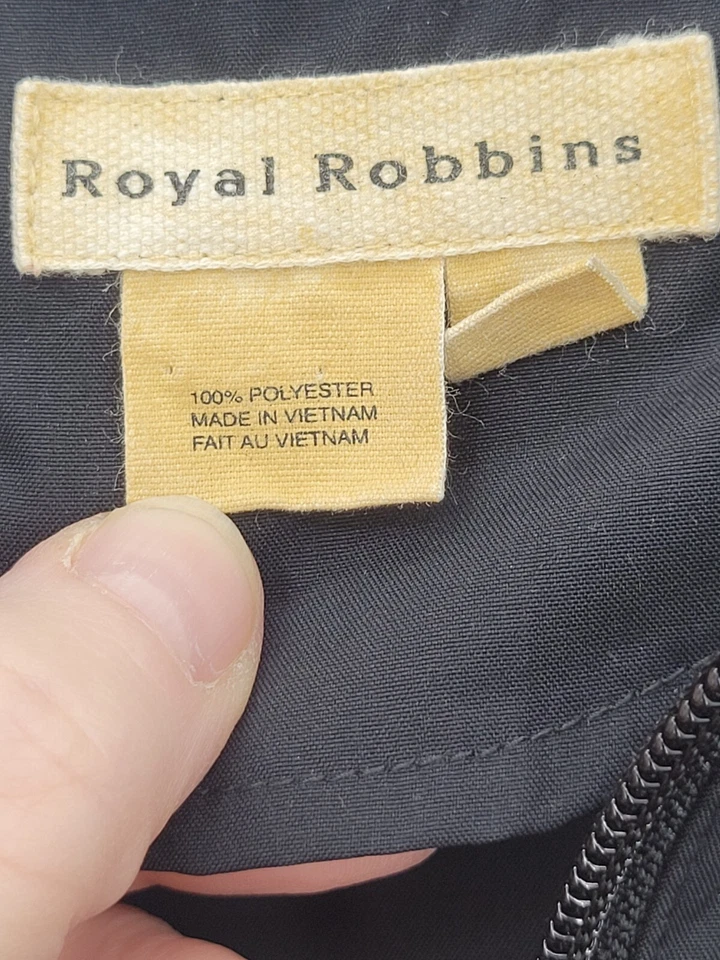 Royal Robbins
100% POLYESTER
MADE IN VIETNAM
FAIT AU VIETNAM